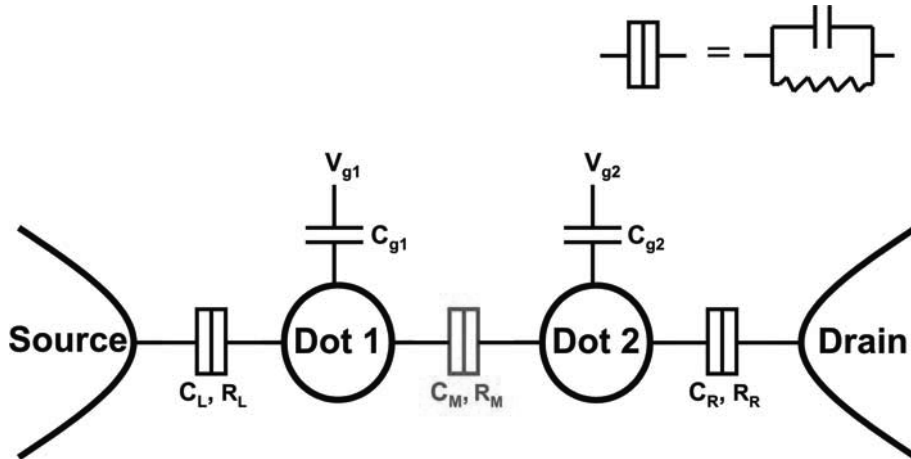 =
V_g1
V_g2
C_g1
C_g2
Source
Dot 1
Dot 2
Drain
C_L, R_L
C_M, R_M
C_R, R_R